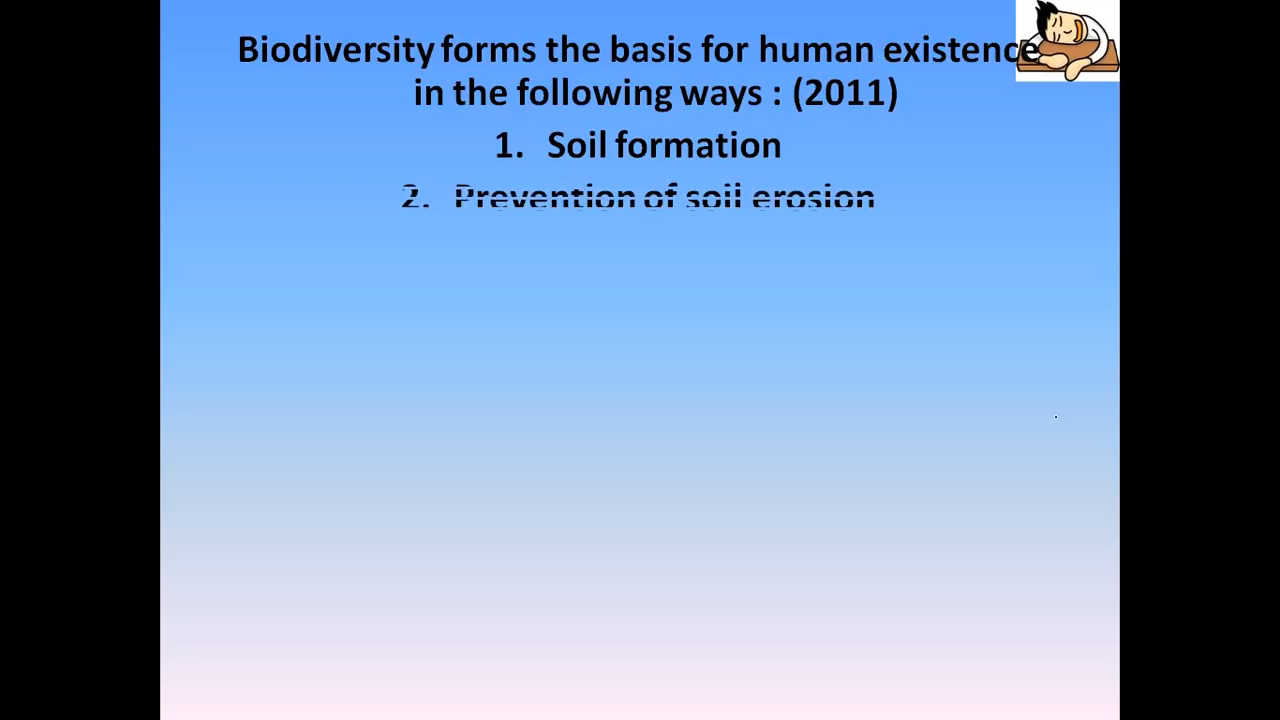 Biodiversity forms the basis for human existence
in the following ways : (2011)
1. Soil formation
2. Prevention of soil erosion